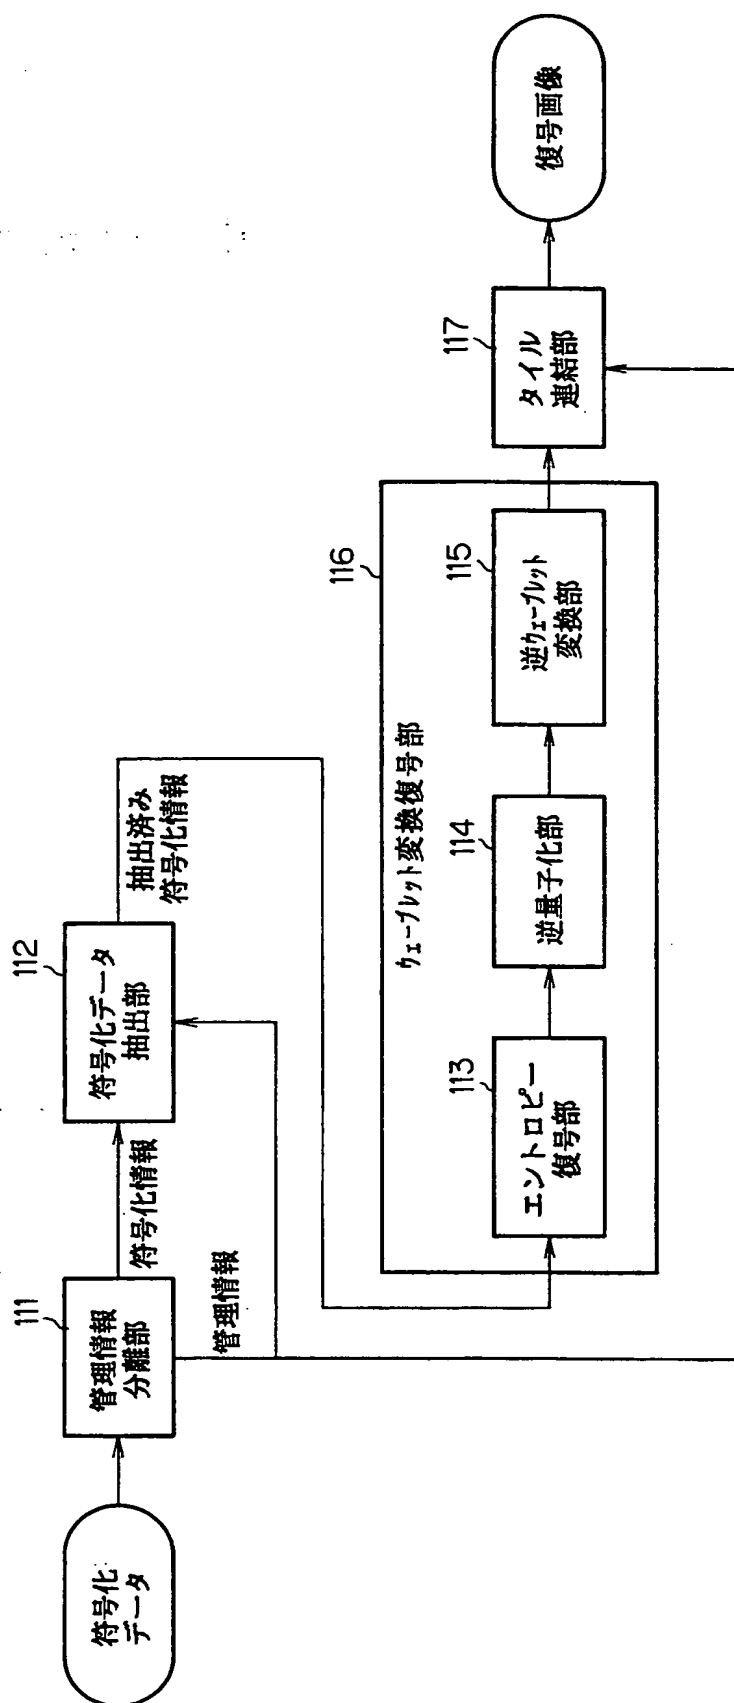 符号化
データ
111
管理情報
分離部
符号化情報
管理情報
112
符号化データ
抽出部
抽出済み
符号化情報
116
ウェーブレット変換復号部
113
エントロピー
復号部
114
逆量子化部
115
逆ウェーブレット
変換部
117
タイル
連結部
復号画像